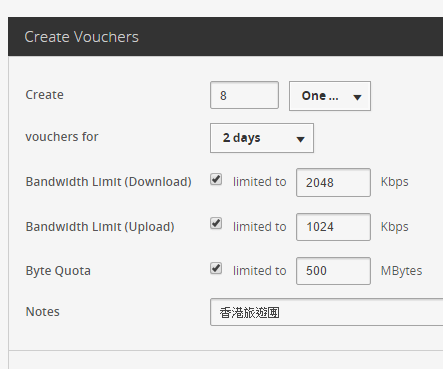 Create Vouchers
Create 8 One ...
vouchers for 2 days
Bandwidth Limit (Download) limited to 2048 Kbps
Bandwidth Limit (Upload) limited to 1024 Kbps
Byte Quota limited to 500 MBytes
Notes 香港旅遊團